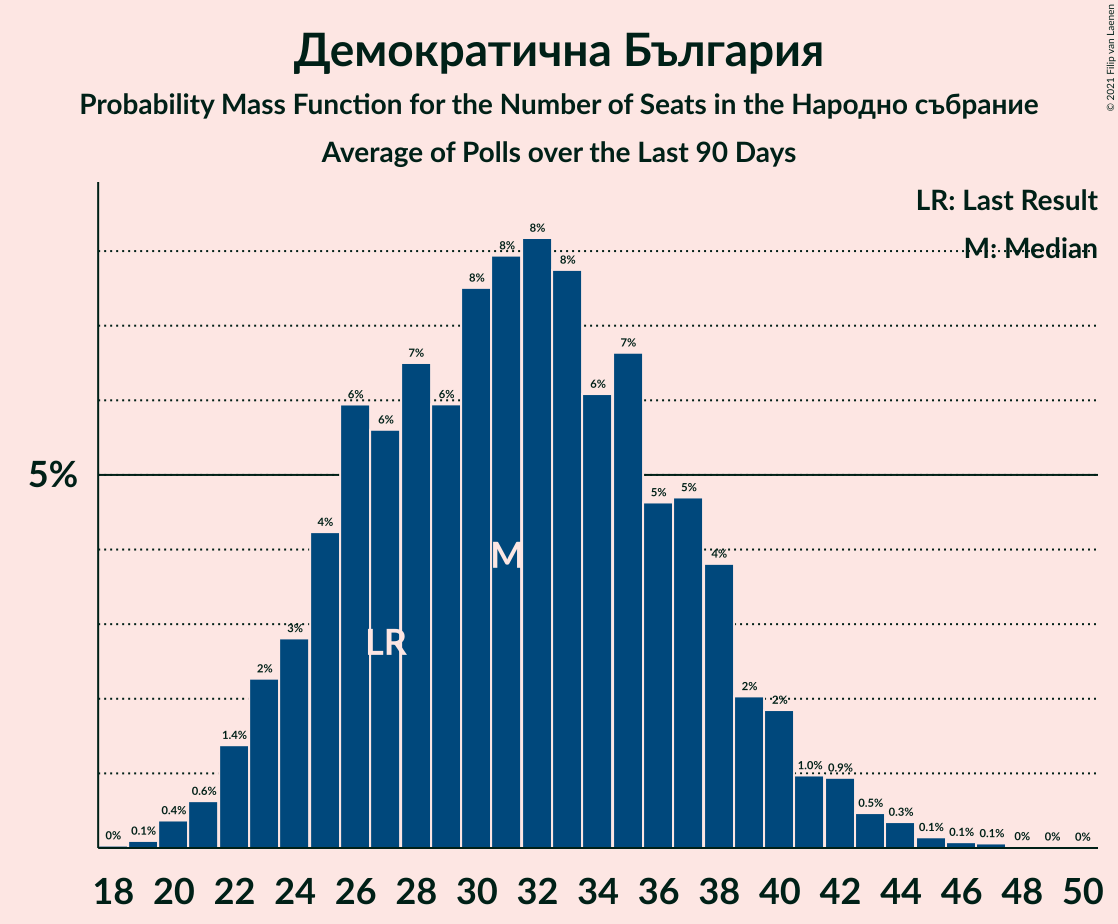 Демократична България
Probability Mass Function for the Number of Seats in the Народно събрание
Average of Polls over the Last 90 Days
© 2021 Filip van Laenen
LR: Last Result
M: Median
5%
0% 0.1% 0.4% 0.6% 1.4% 2% 3% 4% 6% 6% 7% 6% 8% 8% 8% 8% 6% 7% 5% 5% 4% 2% 2% 1.0% 0.9% 0.5% 0.3% 0.1% 0.1% 0.1% 0% 0% 0%
M
LR
18 20 22 24 26 28 30 32 34 36 38 40 42 44 46 48 50